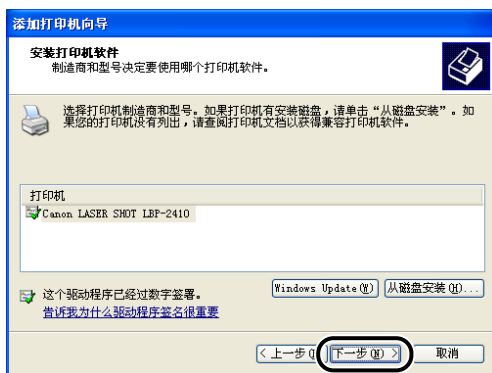 添加打印机向导
安装打印机软件
制造商和型号决定要使用哪个打印机软件。
选择打印机制造商和型号。如果打印机有安装磁盘，请单击“从磁盘安装”。如
果您的打印机没有列出，请查阅打印机文档以获得兼容打印机软件。
打印机
Canon LASER SHOT LBP-2410
这个驱动程序已经过数字签署。
告诉我为什么驱动程序签名很重要
Windows Update(W) 从磁盘安装(H)...
< 上一步 下一步(N) > 取消